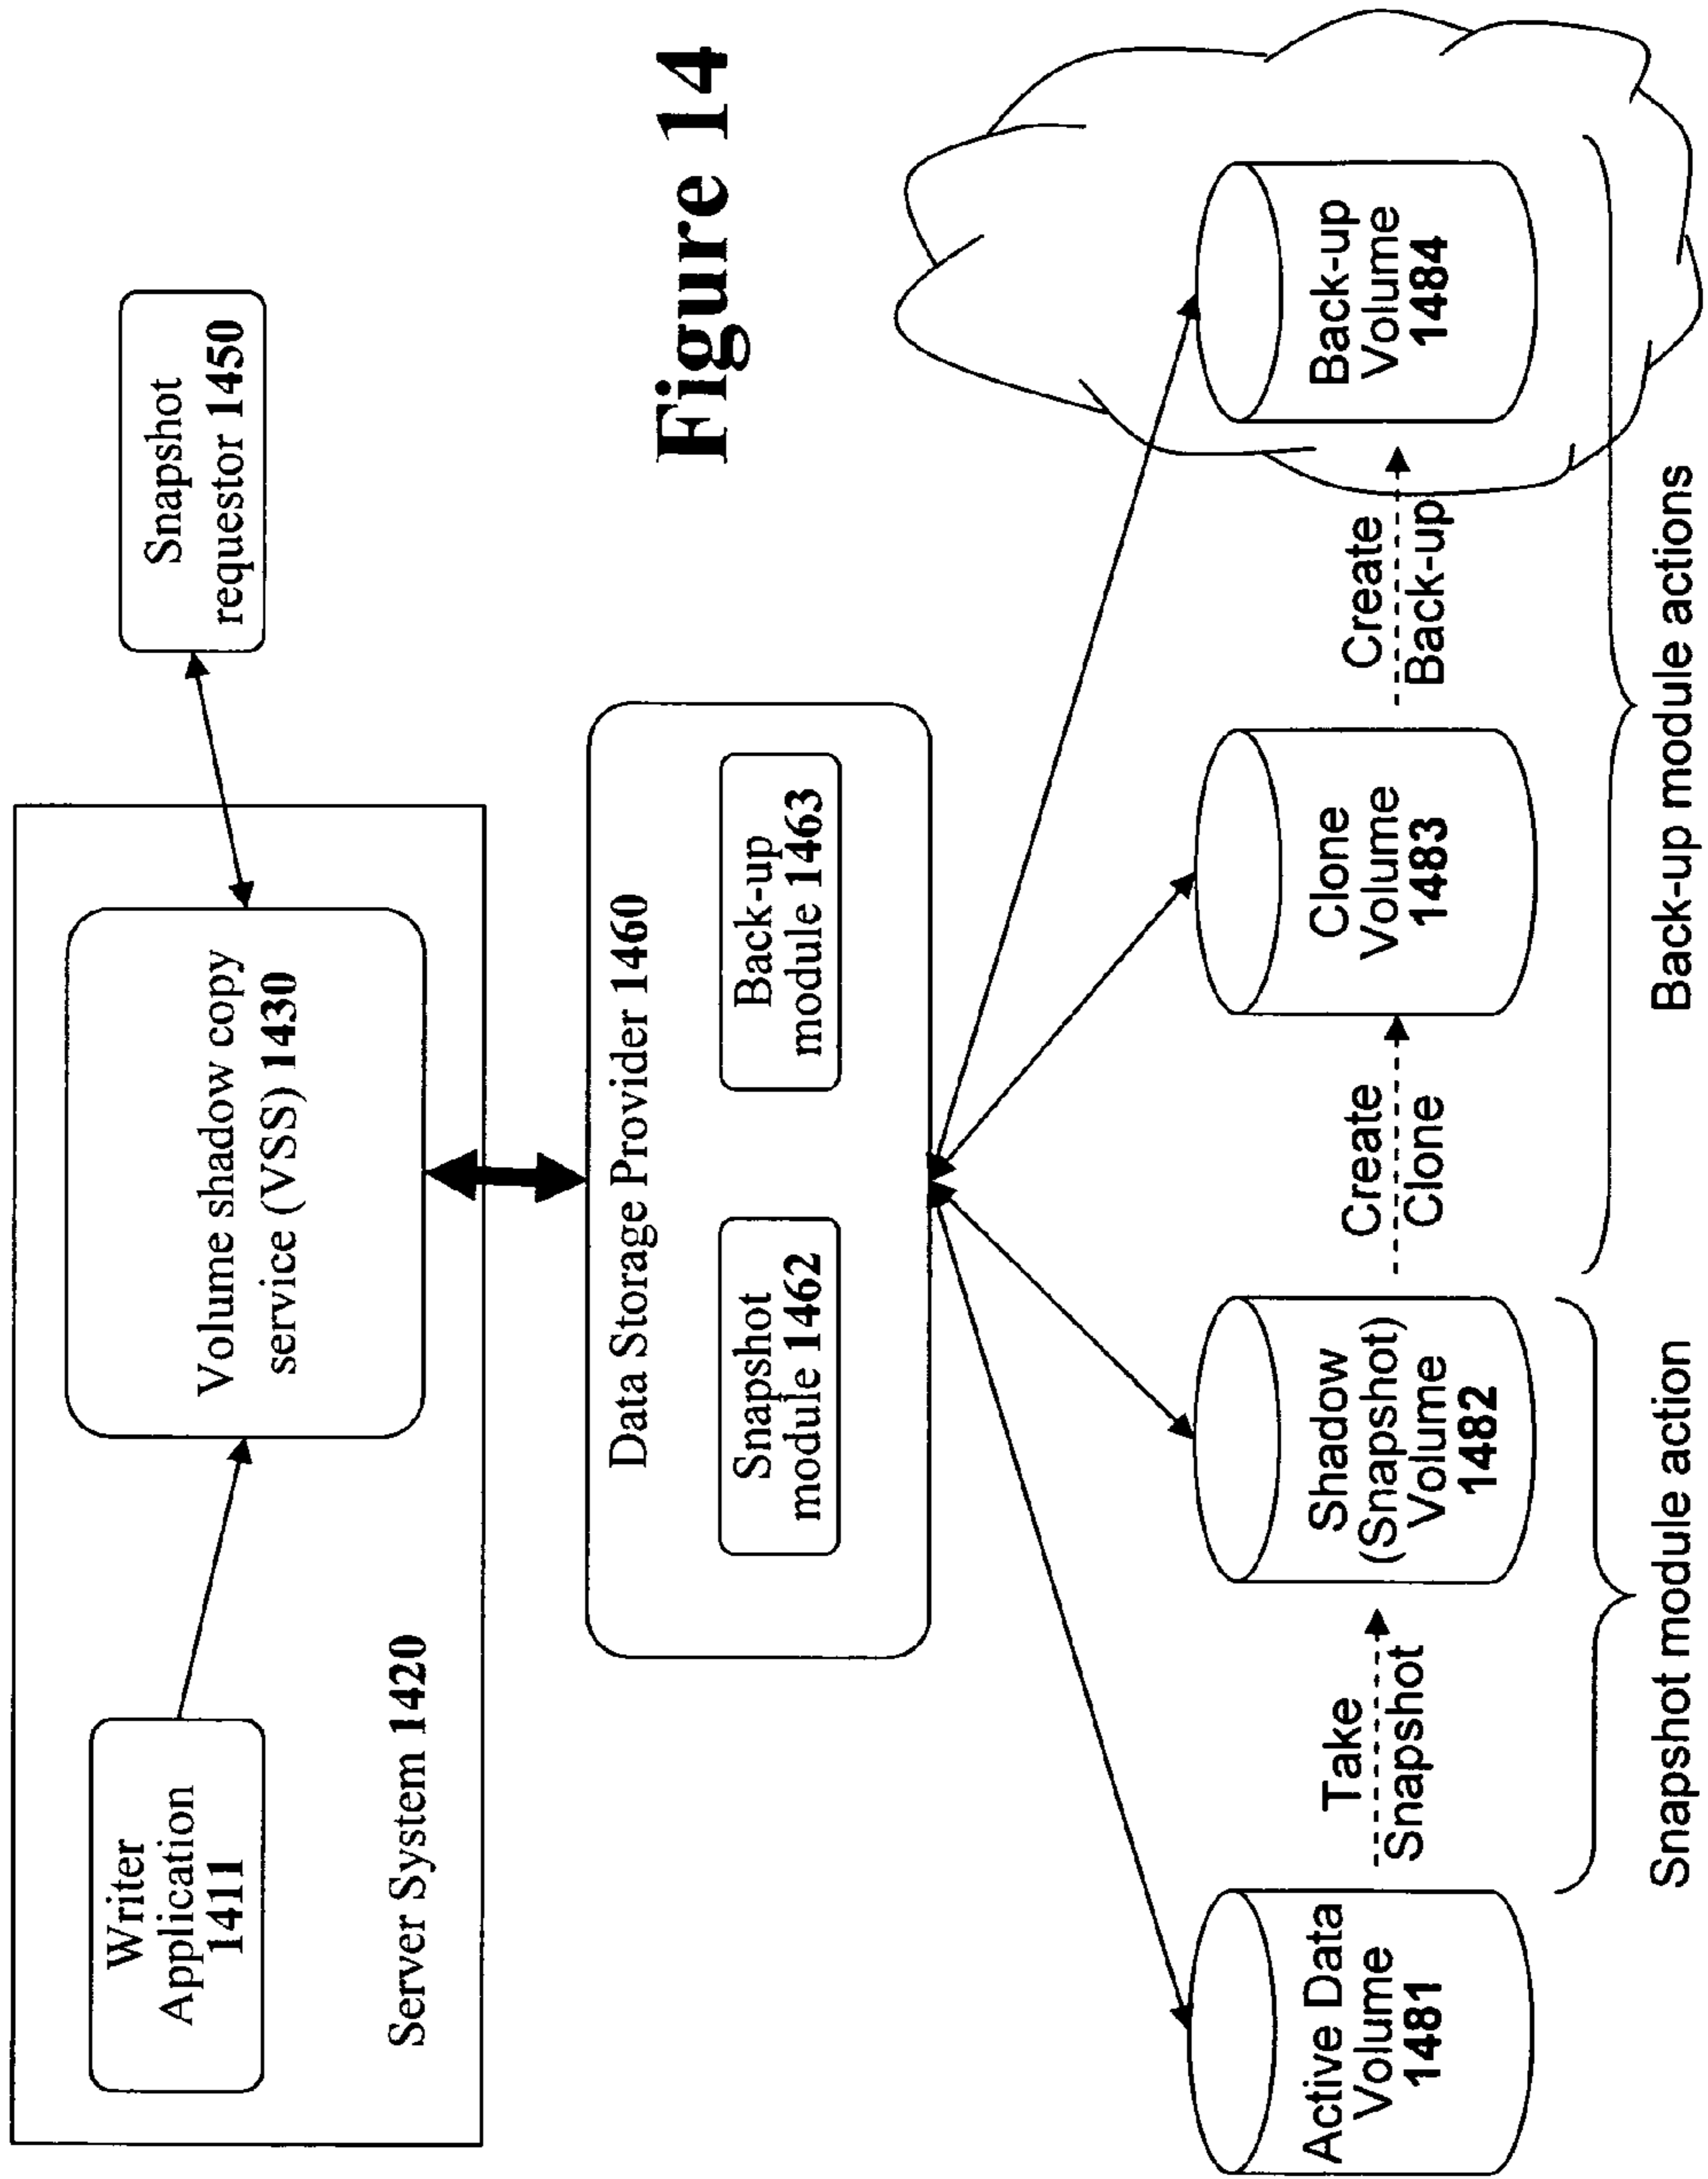 Writer
Application
1411
Volume shadow copy
service (VSS) 1430
Snapshot
requestor 1450
Server System 1420
Data Storage Provider 1460
Snapshot
module 1462
Back-up
module 1463
Figure 14
Active Data
Volume
1481
Take
Snapshot
Shadow
(Snapshot)
Volume
1482
Create
Clone
Clone
Volume
1483
Create
Back-up
Back-up
Volume
1484
Snapshot module action
Back-up module actions